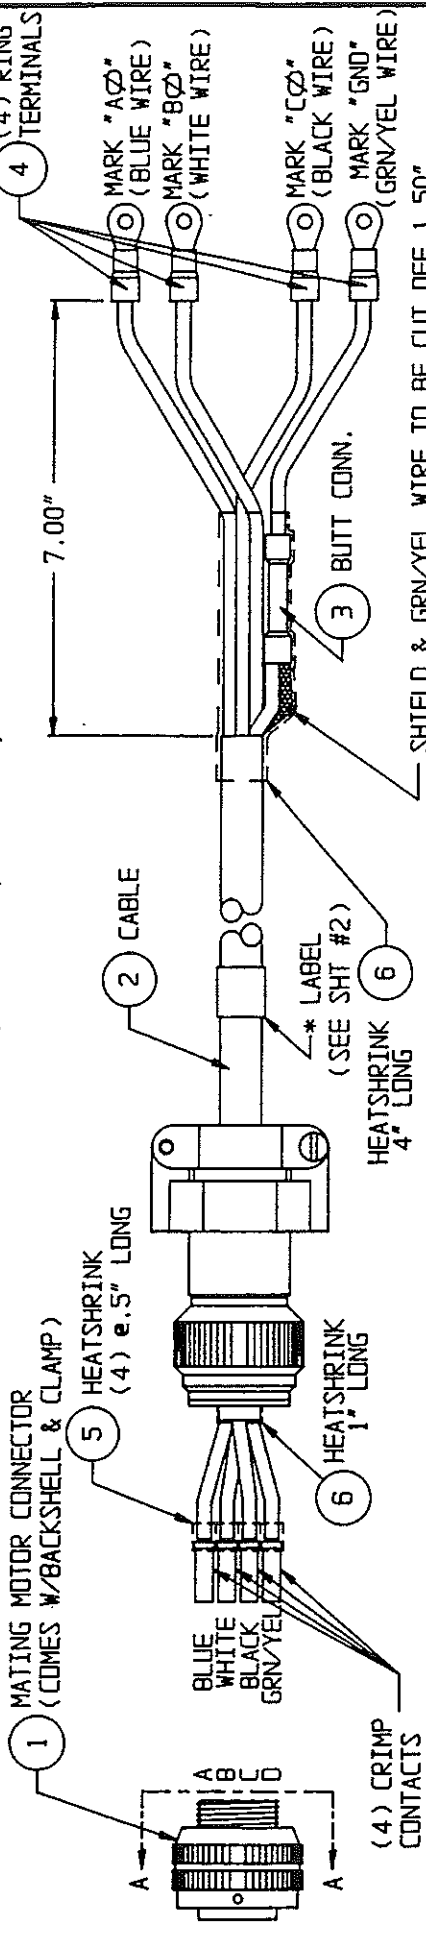 1
MATING MOTOR CONNECTOR
(COMES W/BACKSHELL & CLAMP)
5
HEATSHRINK
(4) @.5" LONG
2
CABLE
7.00"
4
(4) RING
TERMINALS
MARK "AØ"
(BLUE WIRE)
MARK "BØ"
(WHITE WIRE)
MARK "CØ"
(BLACK WIRE)
MARK "GND"
(GRN/YEL WIRE)
A
A
B
C
D
A
BLUE
WHITE
BLACK
GRN/YEL
(4) CRIMP
CONTACTS
6
HEATSHRINK
1" LONG
* LABEL
(SEE SHT #2)
HEATSHRINK
4" LONG
6
3
BUTT CONN.
SHIELD & GRN/YEL WIRE TO BE CUT OFF 1.50"